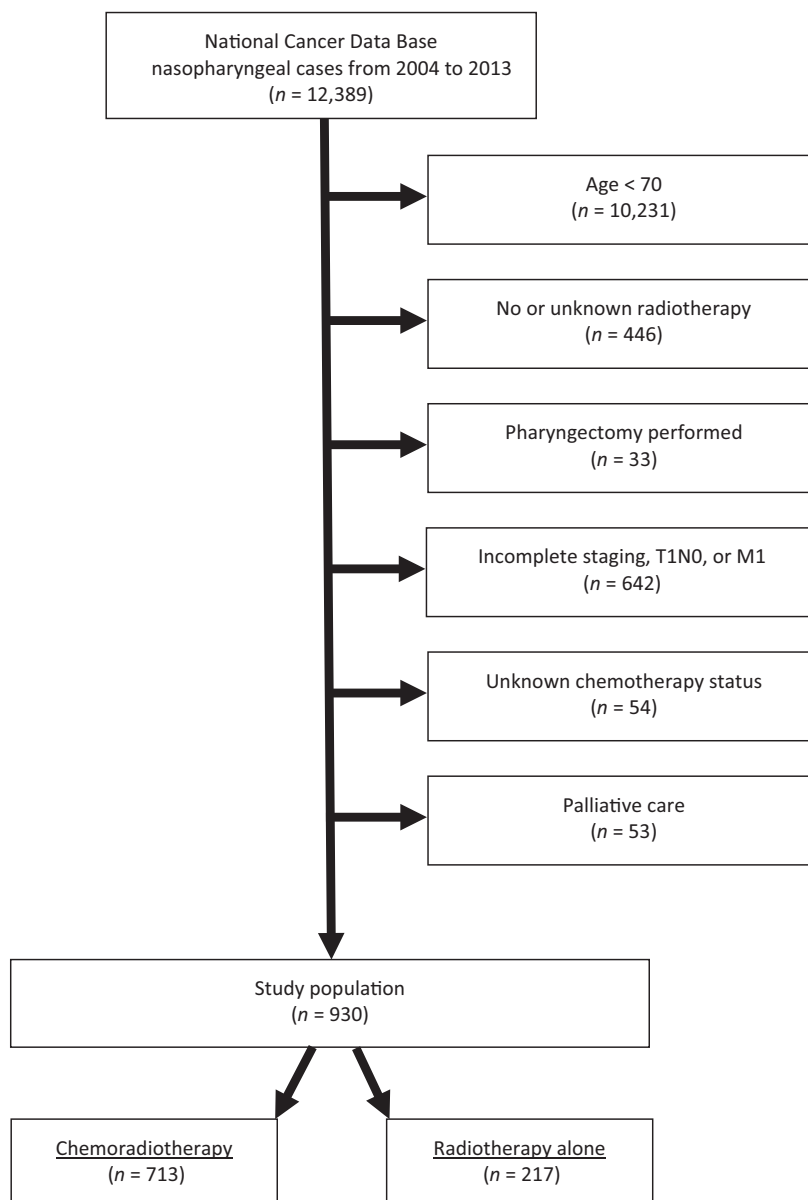 National Cancer Data Base
nasopharyngeal cases from 2004 to 2013
(n = 12,389)
Age < 70
(n = 10,231)
No or unknown radiotherapy
(n = 446)
Pharyngectomy performed
(n = 33)
Incomplete staging, T1N0, or M1
(n = 642)
Unknown chemotherapy status
(n = 54)
Palliative care
(n = 53)
Study population
(n = 930)
Chemoradiotherapy
(n = 713)
Radiotherapy alone
(n = 217)